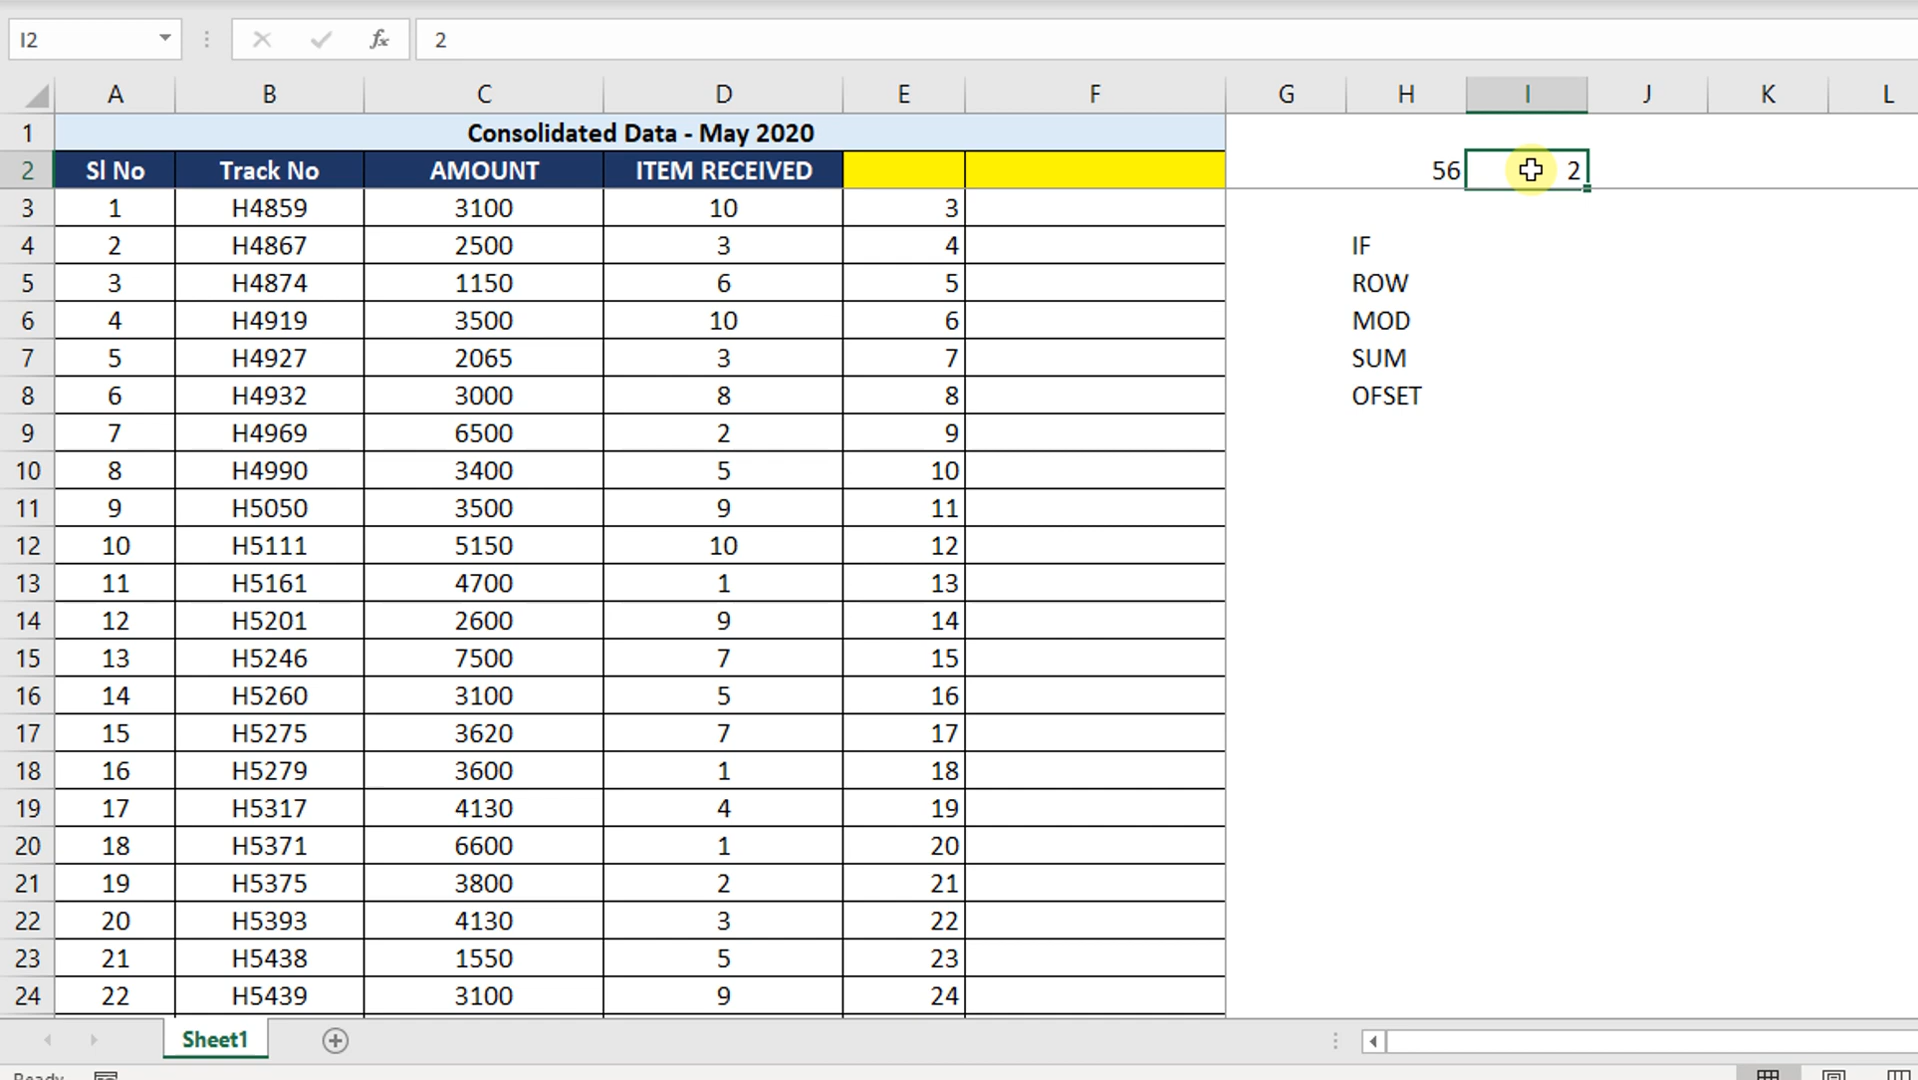 I2 fx 2
A B C D E F G H I J K L
1 Consolidated Data - May 2020
2 Sl No Track No AMOUNT ITEM RECEIVED 56 2
3 1 H4859 3100 10 3
4 2 H4867 2500 3 4 IF
5 3 H4874 1150 6 5 ROW
6 4 H4919 3500 10 6 MOD
7 5 H4927 2065 3 7 SUM
8 6 H4932 3000 8 8 OFSET
9 7 H4969 6500 2 9
10 8 H4990 3400 5 10
11 9 H5050 3500 9 11
12 10 H5111 5150 10 12
13 11 H5161 4700 1 13
14 12 H5201 2600 9 14
15 13 H5246 7500 7 15
16 14 H5260 3100 5 16
17 15 H5275 3620 7 17
18 16 H5279 3600 1 18
19 17 H5317 4130 4 19
20 18 H5371 6600 1 20
21 19 H5375 3800 2 21
22 20 H5393 4130 3 22
23 21 H5438 1550 5 23
24 22 H5439 3100 9 24
Sheet1
Ready